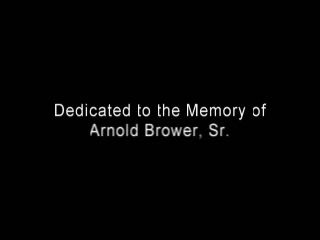 Dedicated to the Memory of
Arnold Brower, Sr.